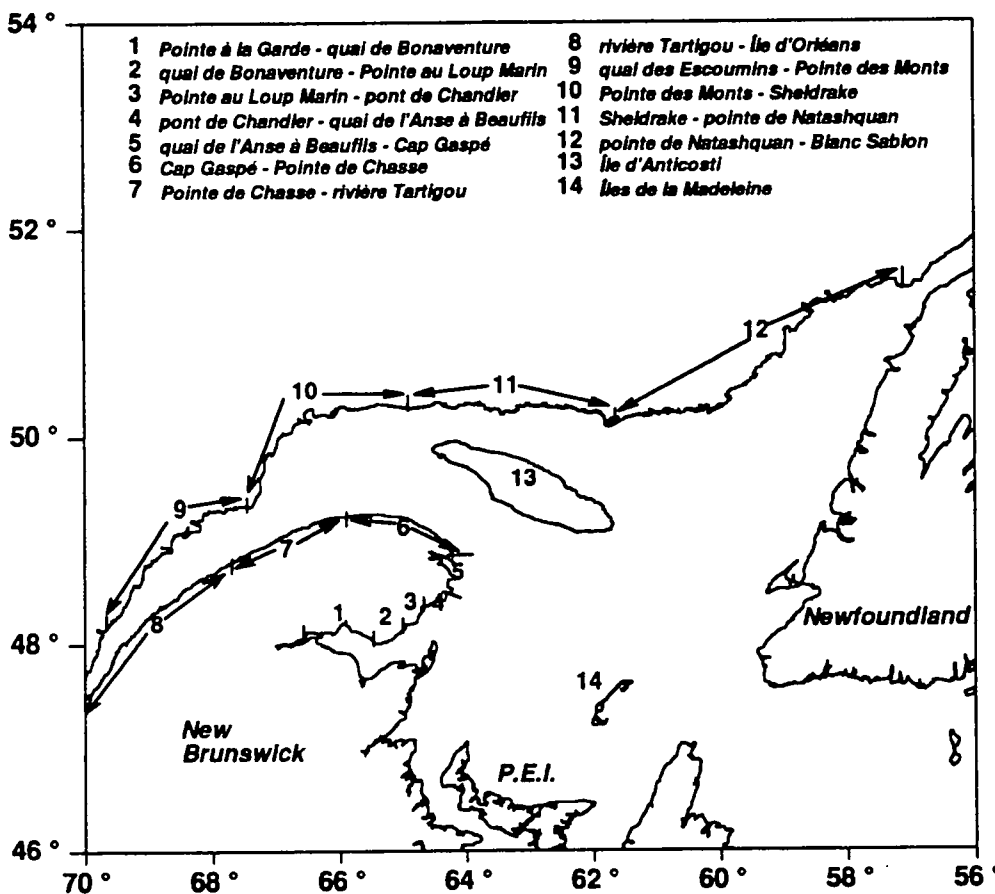 54 °
1 Pointe à la Garde - quai de Bonaventure
2 quai de Bonaventure - Pointe au Loup Marin
3 Pointe au Loup Marin - pont de Chandler
4 pont de Chandler - quai de l'Anse à Beaufils
5 quai de l'Anse à Beaufils - Cap Gaspé
6 Cap Gaspé - Pointe de Chasse
7 Pointe de Chasse - rivière Tartigou
8 rivière Tartigou - Île d'Orléans
9 quai des Escoumins - Pointe des Monts
10 Pointe des Monts - Sheldrake
11 Sheldrake - pointe de Natashquan
12 pointe de Natashquan - Blanc Sablon
13 Île d'Anticosti
14 Îles de la Madeleine
52 °
12
10
11
50 °
13
9
6
7
5
3
4
1
2
8
48 °
Newfoundland
14
New
Brunswick
P.E.I.
46 °
70 °
68 °
66 °
64 °
62 °
60 °
58 °
56 °